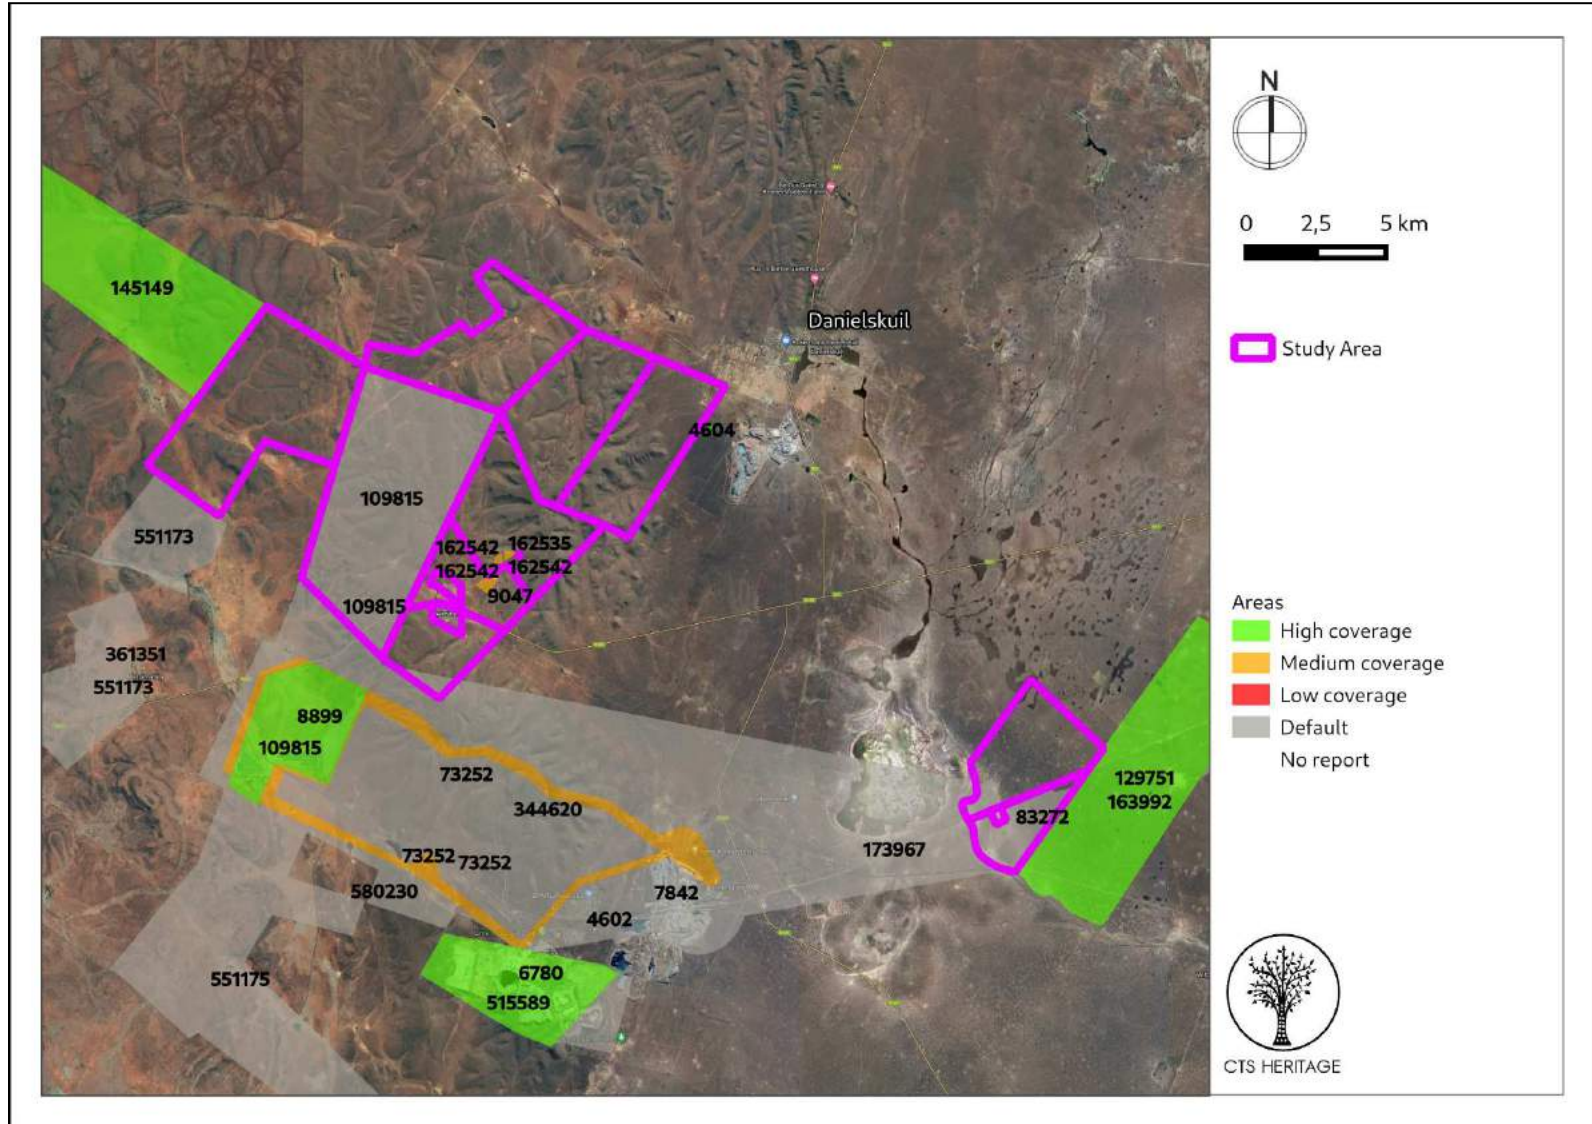 N
0 2,5 5 km
Danielskuil
145149
Study Area
4604
109815
551173
162542 162535
162542 162542
9047
109815
361351
551173
8899
109815
73252
344620
73252 73252
580230
7842
4602
173967
83272
129751
163992
551175
6780
515589
Areas
High coverage
Medium coverage
Low coverage
Default
No report
CTS HERITAGE